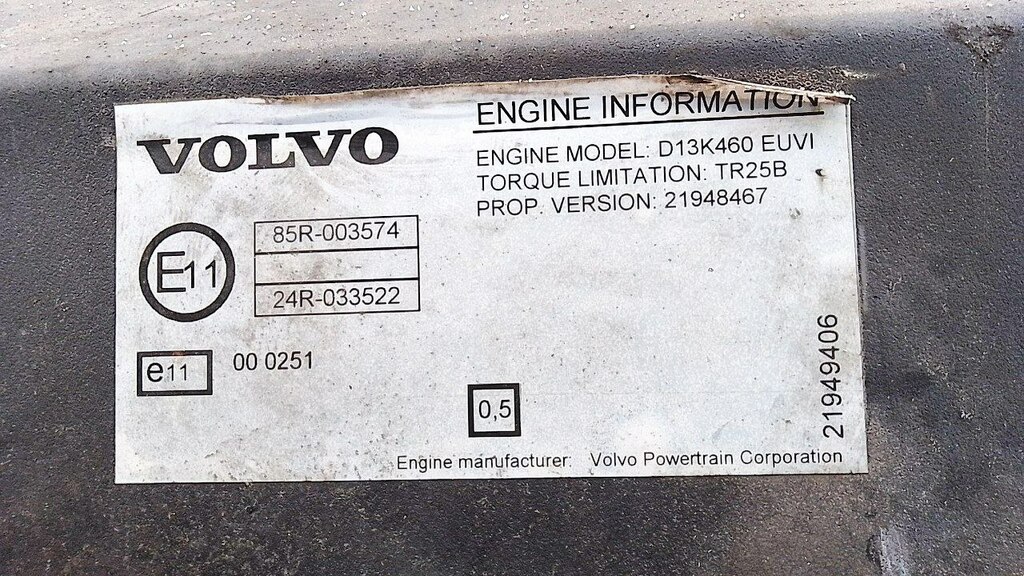 VOLVO
ENGINE INFORMATION
ENGINE MODEL: D13K460 EUVI
TORQUE LIMITATION: TR25B
PROP. VERSION: 21948467
E11
85R-003574
24R-033522
e11
00 0251
0,5
21949406
Engine manufacturer: Volvo Powertrain Corporation